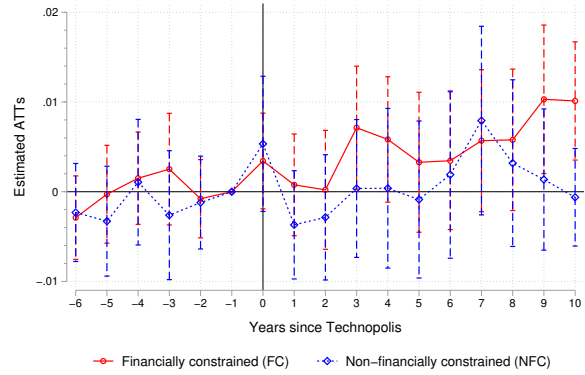 .02
.01
0
-.01
Estimated ATTs
−6 −5 −4 −3 −2 −1 0 1 2 3 4 5 6 7 8 9 10
Years since Technopolis
Financially constrained (FC) Non−financially constrained (NFC)